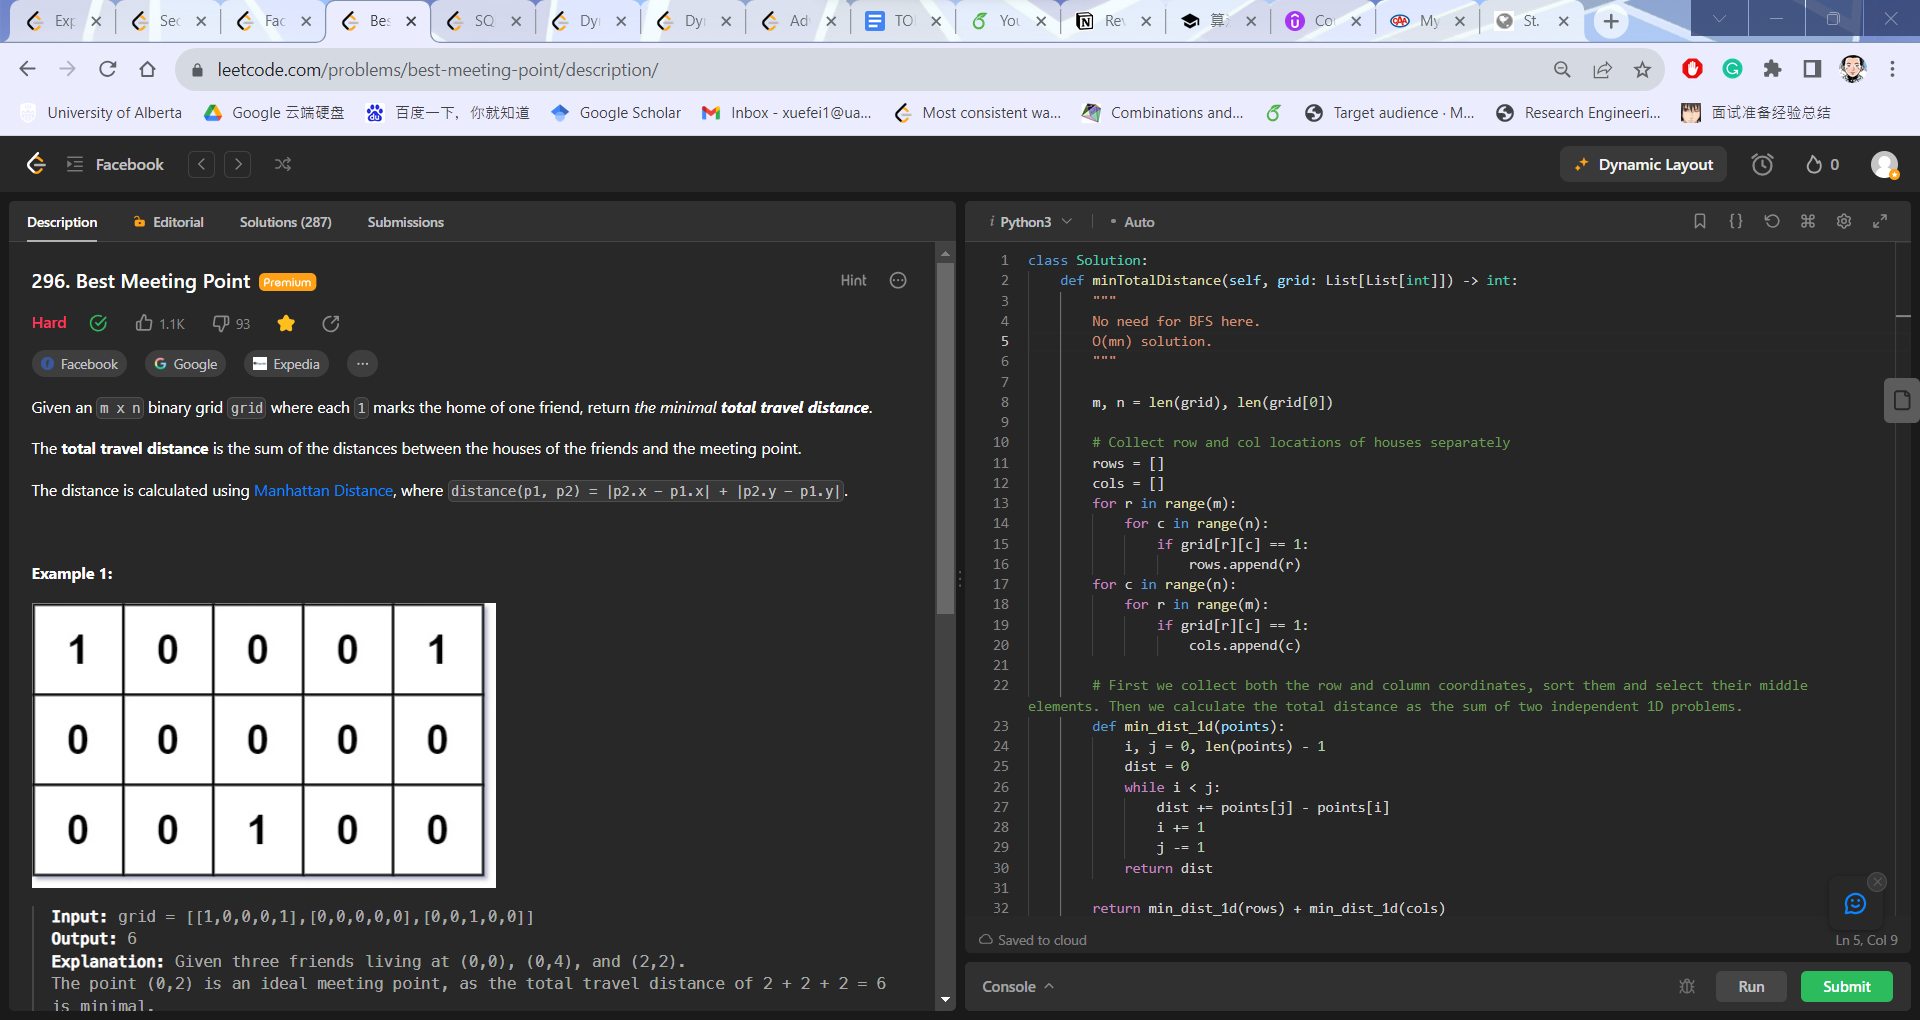 Exp
Sec
Fac
Bes
SQ
Dyn
Dyn
Adv
TO
You
Rev
算
Co
My
St.
leetcode.com/problems/best-meeting-point/description/
University of Alberta
Google 云端硬盘
百度一下，你就知道
Google Scholar
Inbox - xuefei1@ua...
Most consistent wa...
Combinations and...
Target audience · M...
Research Engineeri...
面试准备经验总结
Facebook
Dynamic Layout
0
Description
Editorial
Solutions (287)
Submissions
296. Best Meeting Point
Premium
Hint
Hard
1.1K
93
Facebook
Google
Expedia
Given an m x n binary grid grid where each 1 marks the home of one friend, return the minimal total travel distance.
The total travel distance is the sum of the distances between the houses of the friends and the meeting point.
The distance is calculated using Manhattan Distance, where distance(p1, p2) = |p2.x - p1.x| + |p2.y - p1.y|.
Example 1:
1 0 0 0 1
0 0 0 0 0
0 0 1 0 0
Input: grid = [[1,0,0,0,1],[0,0,0,0,0],[0,0,1,0,0]]
Output: 6
Explanation: Given three friends living at (0,0), (0,4), and (2,2).
The point (0,2) is an ideal meeting point, as the total travel distance of 2 + 2 + 2 = 6
is minimal.
i Python3
• Auto
1 class Solution:
2 def minTotalDistance(self, grid: List[List[int]]) -> int:
3 """
4 No need for BFS here.
5 O(mn) solution.
6 """
7
8 m, n = len(grid), len(grid[0])
9
10 # Collect row and col locations of houses separately
11 rows = []
12 cols = []
13 for r in range(m):
14 for c in range(n):
15 if grid[r][c] == 1:
16 rows.append(r)
17 for c in range(n):
18 for r in range(m):
19 if grid[r][c] == 1:
20 cols.append(c)
21
22 # First we collect both the row and column coordinates, sort them and select their middle
elements. Then we calculate the total distance as the sum of two independent 1D problems.
23 def min_dist_1d(points):
24 i, j = 0, len(points) - 1
25 dist = 0
26 while i < j:
27 dist += points[j] - points[i]
28 i += 1
29 j -= 1
30 return dist
31
32 return min_dist_1d(rows) + min_dist_1d(cols)
Saved to cloud
Ln 5, Col 9
Console
Run
Submit